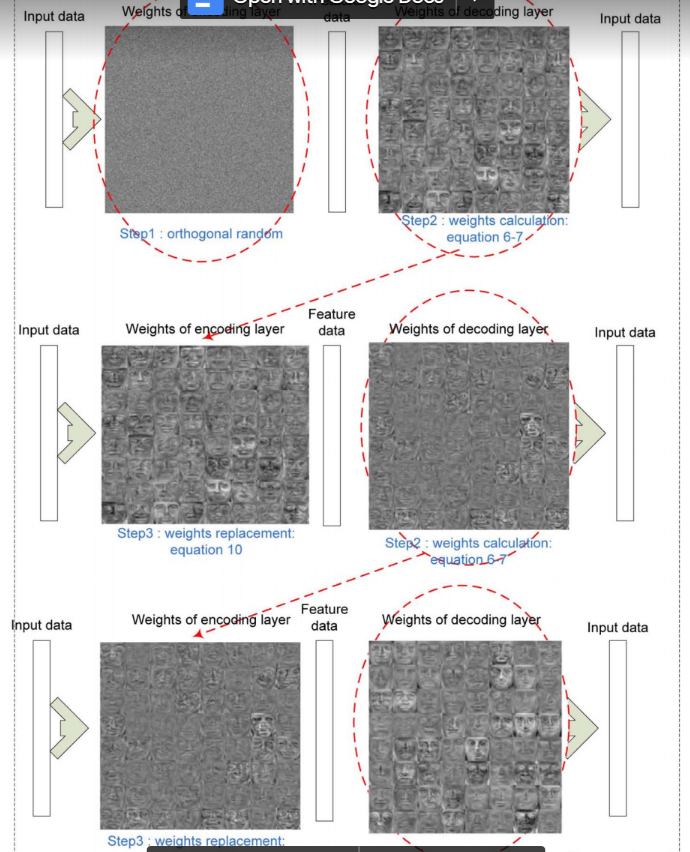 Open with Google Docs
Input data
Weights of encoding layer
data
Weights of decoding layer
Input data
Step1 : orthogonal random
Step2 : weights calculation:
equation 6-7
Input data
Weights of encoding layer
Feature
data
Weights of decoding layer
Input data
Step3 : weights replacement:
equation 10
Step2 : weights calculation:
equation 6-7
Input data
Weights of encoding layer
Feature
data
Weights of decoding layer
Input data
Step3 : weights replacement: